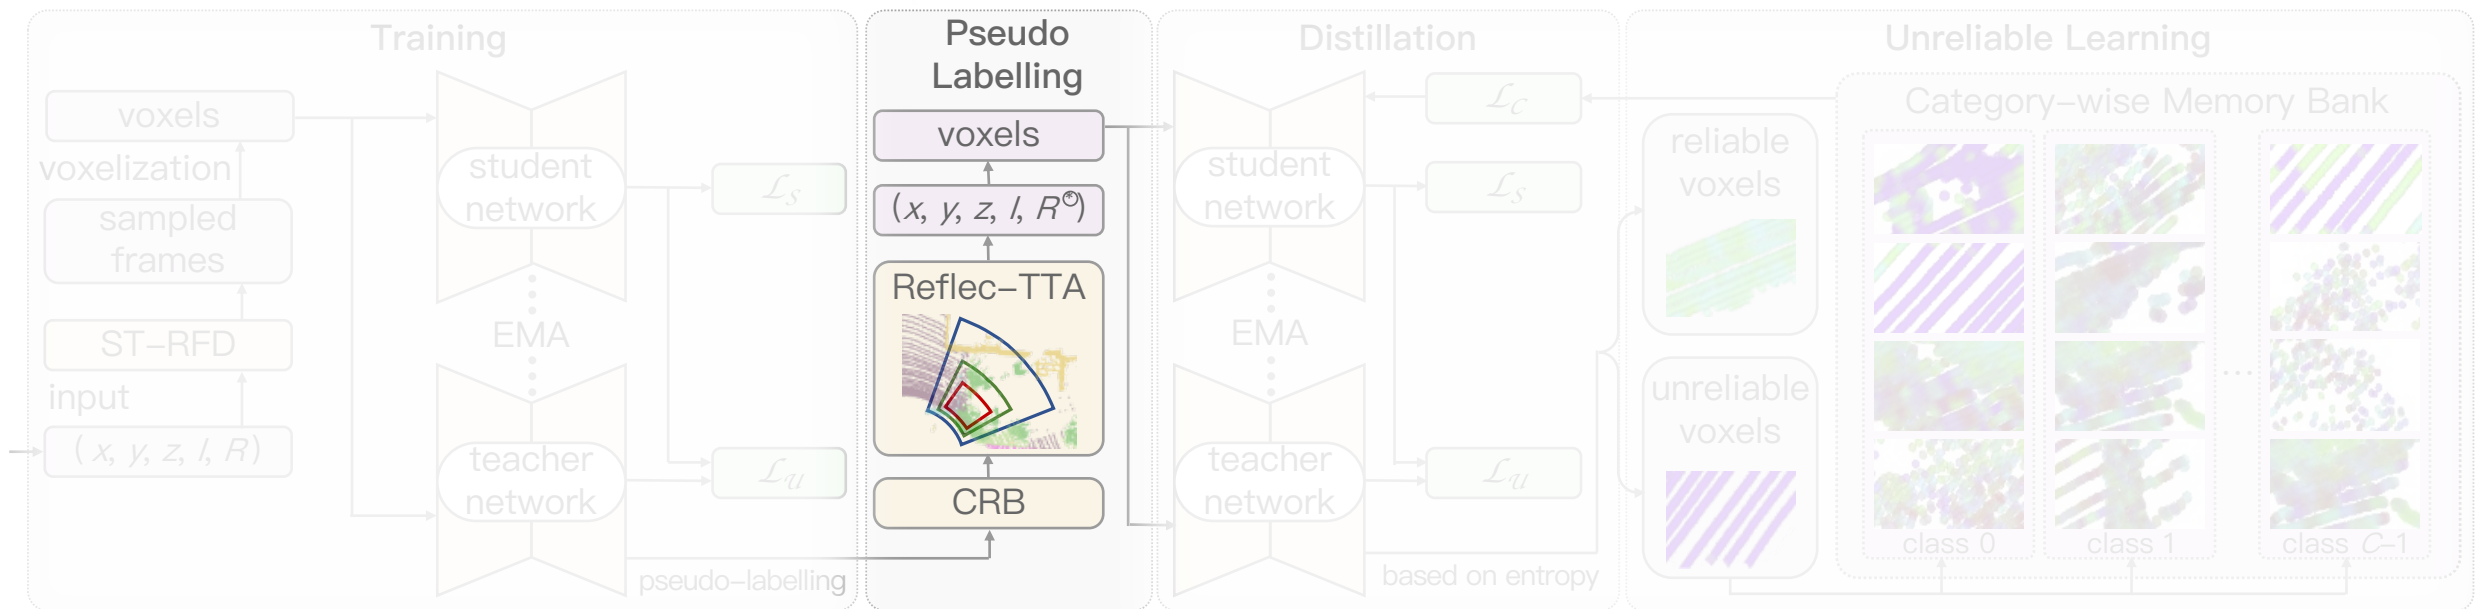 Training
voxels
voxelization
sampled
frames
ST-RFD
input
(x, y, z, I, R)
student
network
EMA
teacher
network
ℒ𝒮
ℒ𝒰
pseudo-labelling
Pseudo
Labelling
voxels
(x, y, z, I, R⊛)
Reflec-TTA
CRB
Distillation
student
network
EMA
teacher
network
ℒ𝒞
ℒ𝒮
ℒ𝒰
based on entropy
Unreliable Learning
reliable
voxels
unreliable
voxels
Category-wise Memory Bank
...
class 0
class 1
class C-1